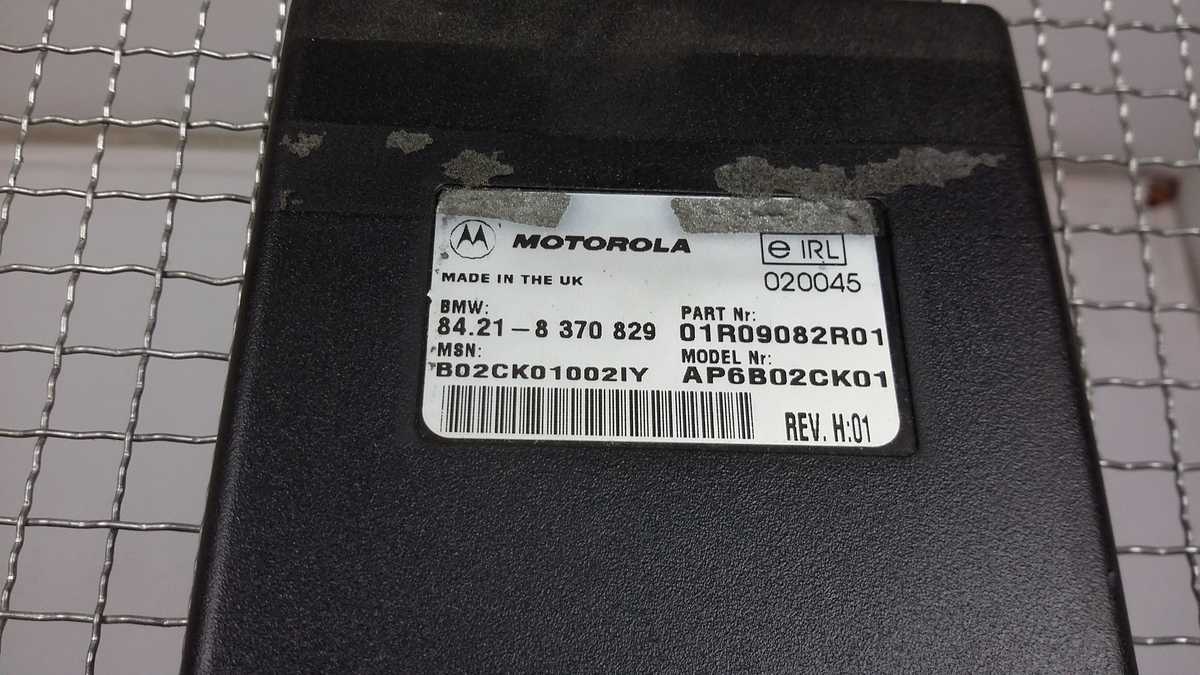 MOTOROLA
e IRL
020045
MADE IN THE UK
BMW:
84.21-8 370 829
PART Nr:
01R09082R01
MSN:
B02CK01002IY
MODEL Nr:
AP6B02CK01
REV. H:01